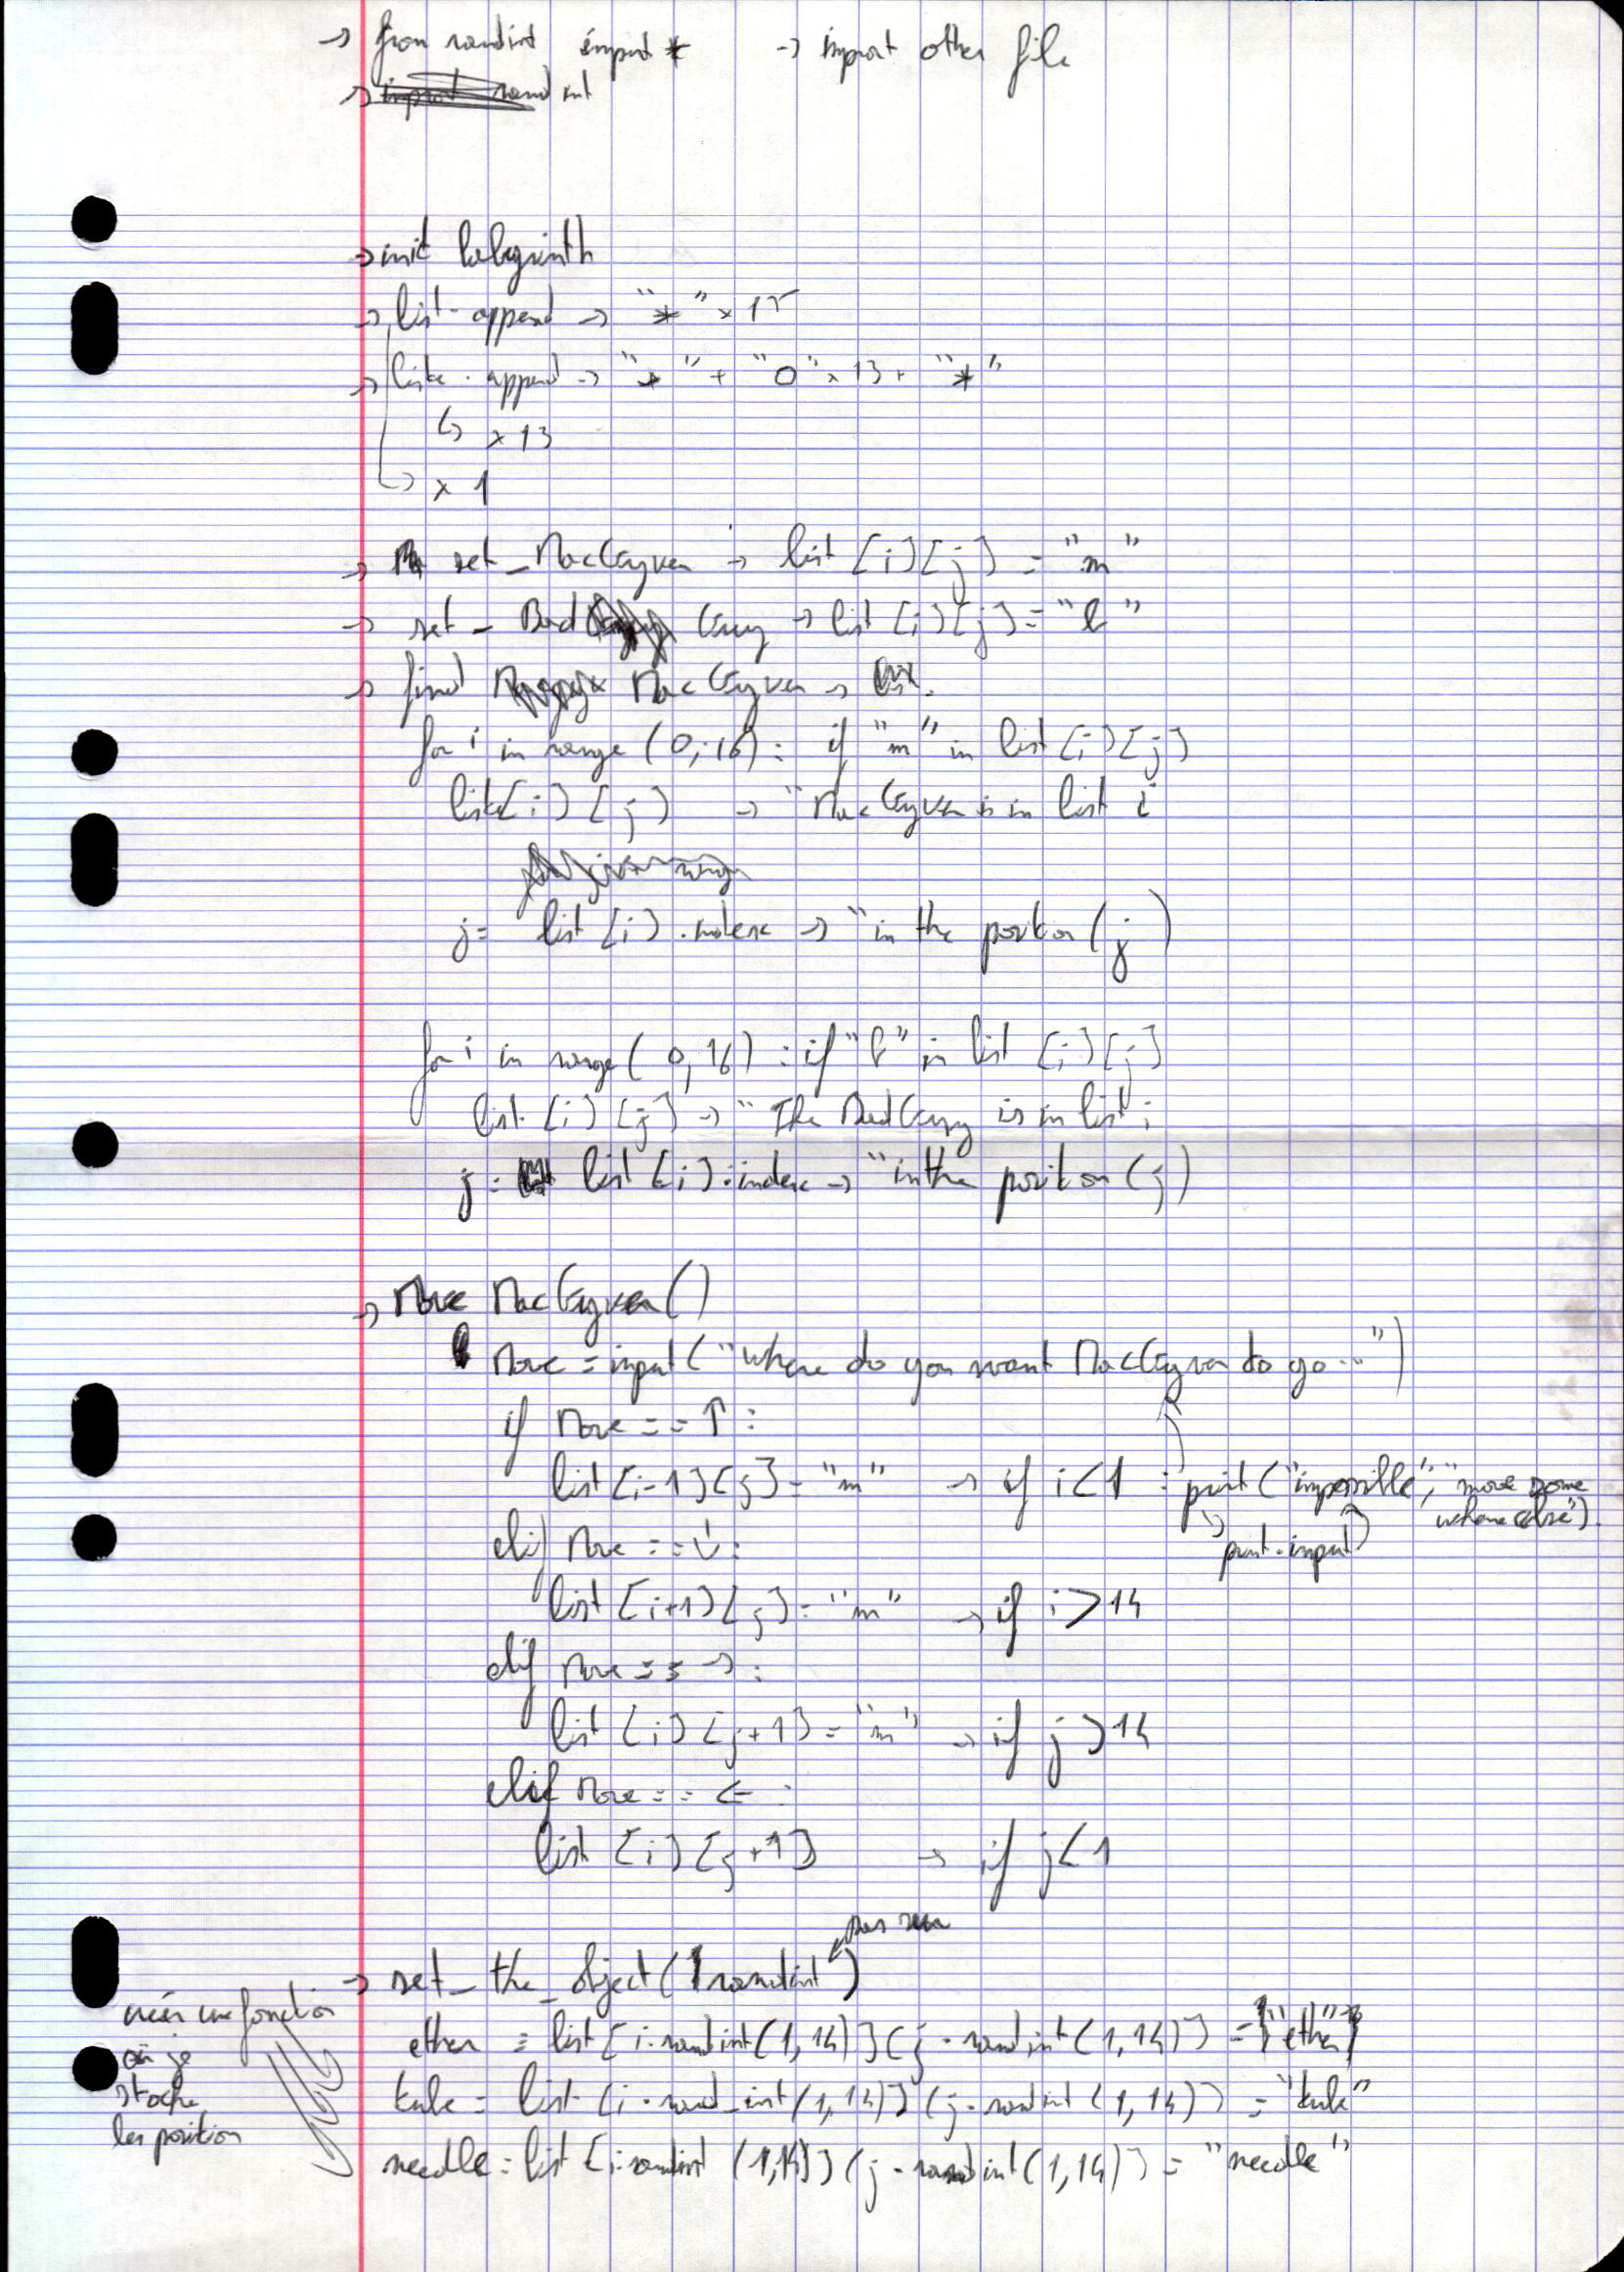 → from randint import * → import other file
→ import randint
→ init labyrinth
→ list.append → "*" x 15
→ liste.append → "*" + "0" x 13 + "*"
↳ x 13
↳ x 1
→ set_MacGyver → list [i][j] = "m"
→ set_Bad Guy → list [i][j] = "b"
→ find MacGyver →
for i in range (0,16): if "m" in list [i][j]
list[i][j] → "MacGyver is in list i
j= list [i].index → "in the position (j)
for i in range (0,16) : if "b" in list [i][j]
list [i][j] → "The BadGuy is in list i
j = list [i].index → "in the position (j)
→ Move MacGyver()
Move = input ("where do you want MacGyver to go ..")
if Move == ↑ :
list [i-1][j] = "m" → if i<1 : print ("impossible", "move some
where else").
↳ print.input
elif Move == ↓ :
list [i+1][j] = "m" → if i>14
elif Move == → :
list [i][j+1] = "m" → if j>14
elif Move == ← :
list [i][j+1] → if j<1
→ set_the_object(randint)
ether = list [i.randint(1,14)][j.randint(1,14)] = "ether"
tube = list [i.rand_int(1,14)][j.randint(1,14)] = "tube"
needle = list [i.randint (1,14)][j.randint(1,14)] = "needle"
créer une fonction
où je
stocke
les position